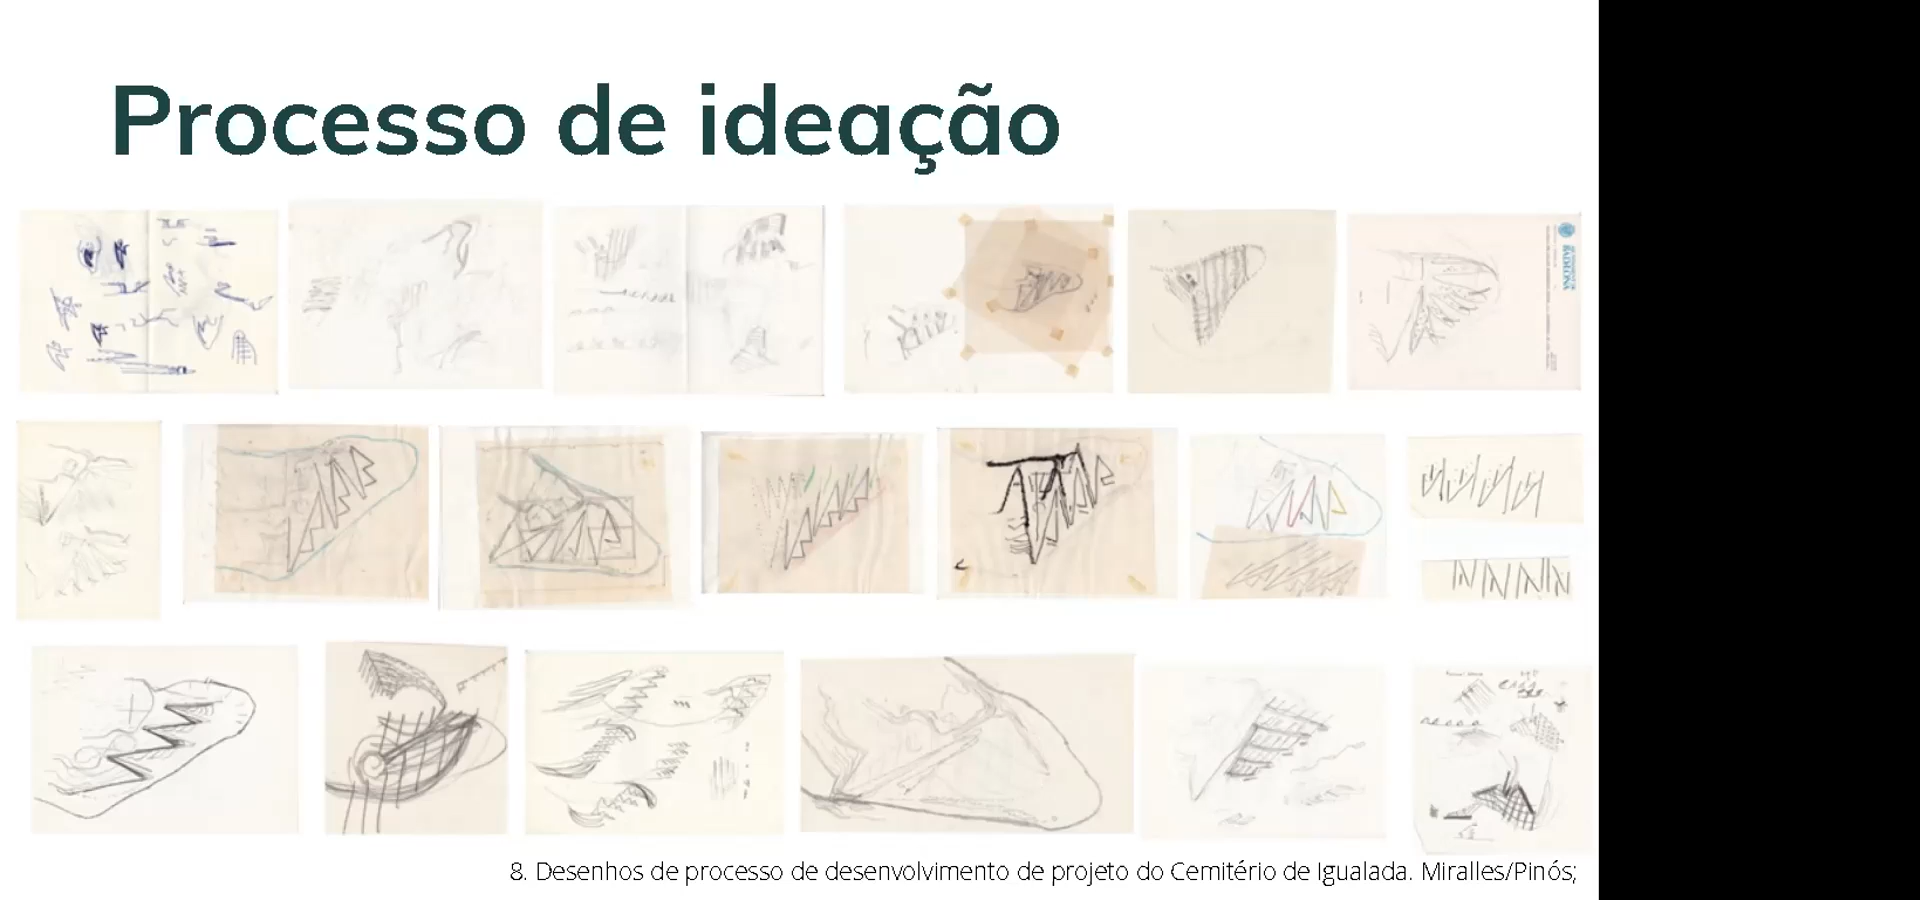 Processo de ideação
8. Desenhos de processo de desenvolvimento de projeto do Cemitério de Igualada. Miralles/Pinós;